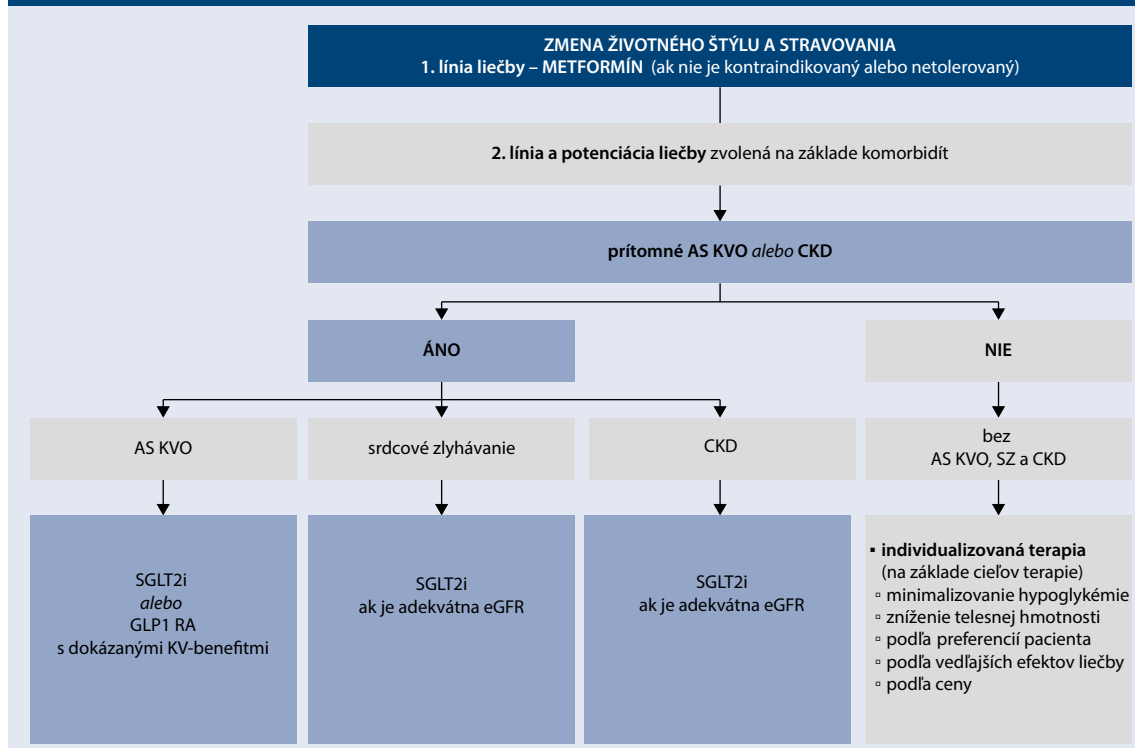 ZMENA ŽIVOTNÉHO ŠTÝLU A STRAVOVANIA
1. línia liečby – METFORMÍN (ak nie je kontraindikovaný alebo netolerovaný)
2. línia a potenciácia liečby zvolená na základe komorbidít
prítomné AS KVO alebo CKD
ÁNO
NIE
AS KVO
srdcové zlyhávanie
CKD
bez
AS KVO, SZ a CKD
SGLT2i
alebo
GLP1 RA
s dokázanými KV-benefitmi
SGLT2i
ak je adekvátna eGFR
SGLT2i
ak je adekvátna eGFR
▪ individualizovaná terapia
(na základe cieľov terapie)
▫ minimalizovanie hypoglykémie
▫ zníženie telesnej hmotnosti
▫ podľa preferencií pacienta
▫ podľa vedľajších efektov liečby
▫ podľa ceny